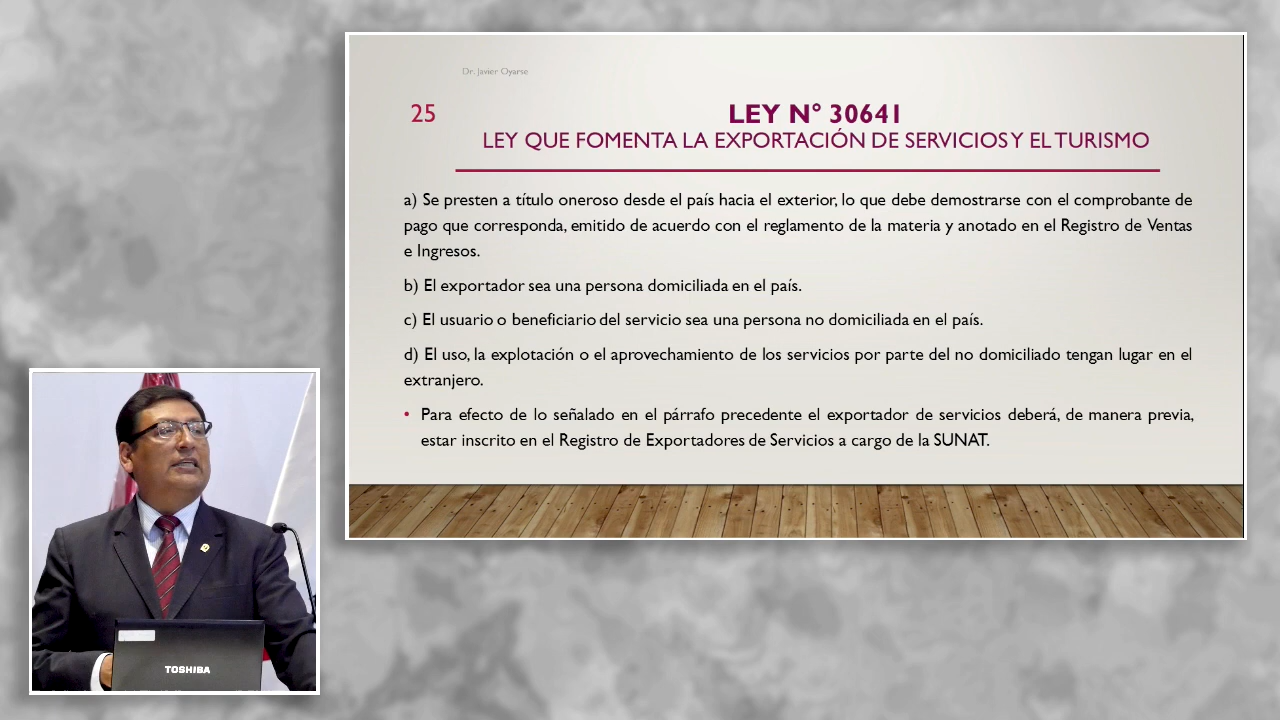 Dr. Javier Oyarse
25
LEY N° 30641
LEY QUE FOMENTA LA EXPORTACIÓN DE SERVICIOS Y EL TURISMO
a) Se presten a título oneroso desde el país hacia el exterior, lo que debe demostrarse con el comprobante de
pago que corresponda, emitido de acuerdo con el reglamento de la materia y anotado en el Registro de Ventas
e Ingresos.
b) El exportador sea una persona domiciliada en el país.
c) El usuario o beneficiario del servicio sea una persona no domiciliada en el país.
d) El uso, la explotación o el aprovechamiento de los servicios por parte del no domiciliado tengan lugar en el
extranjero.
• Para efecto de lo señalado en el párrafo precedente el exportador de servicios deberá, de manera previa,
estar inscrito en el Registro de Exportadores de Servicios a cargo de la SUNAT.
TOSHIBA